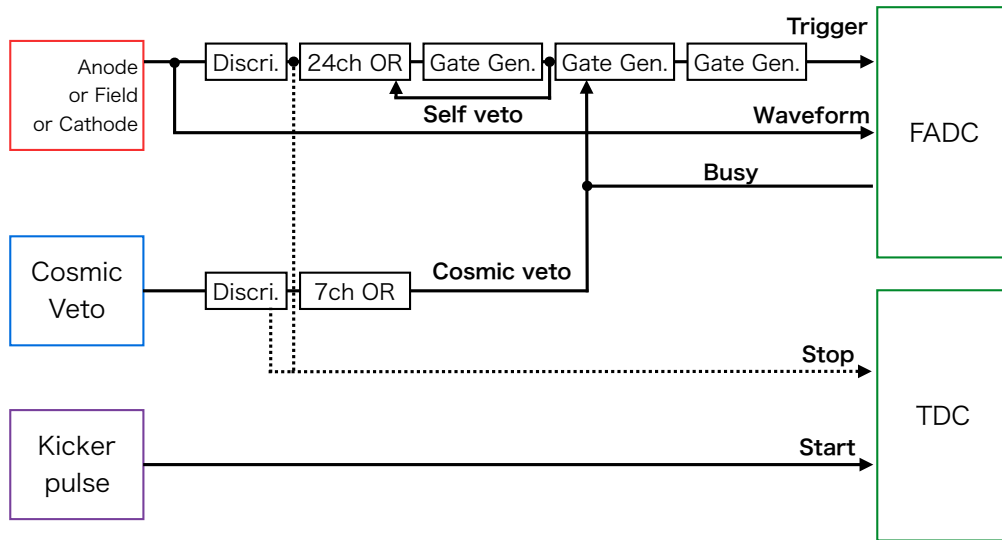 Trigger
Anode
or Field
or Cathode
Discri.
24ch OR
Gate Gen.
Gate Gen.
Gate Gen.
Self veto
Waveform
FADC
Busy
Cosmic
Veto
Discri.
7ch OR
Cosmic veto
Stop
TDC
Kicker
pulse
Start